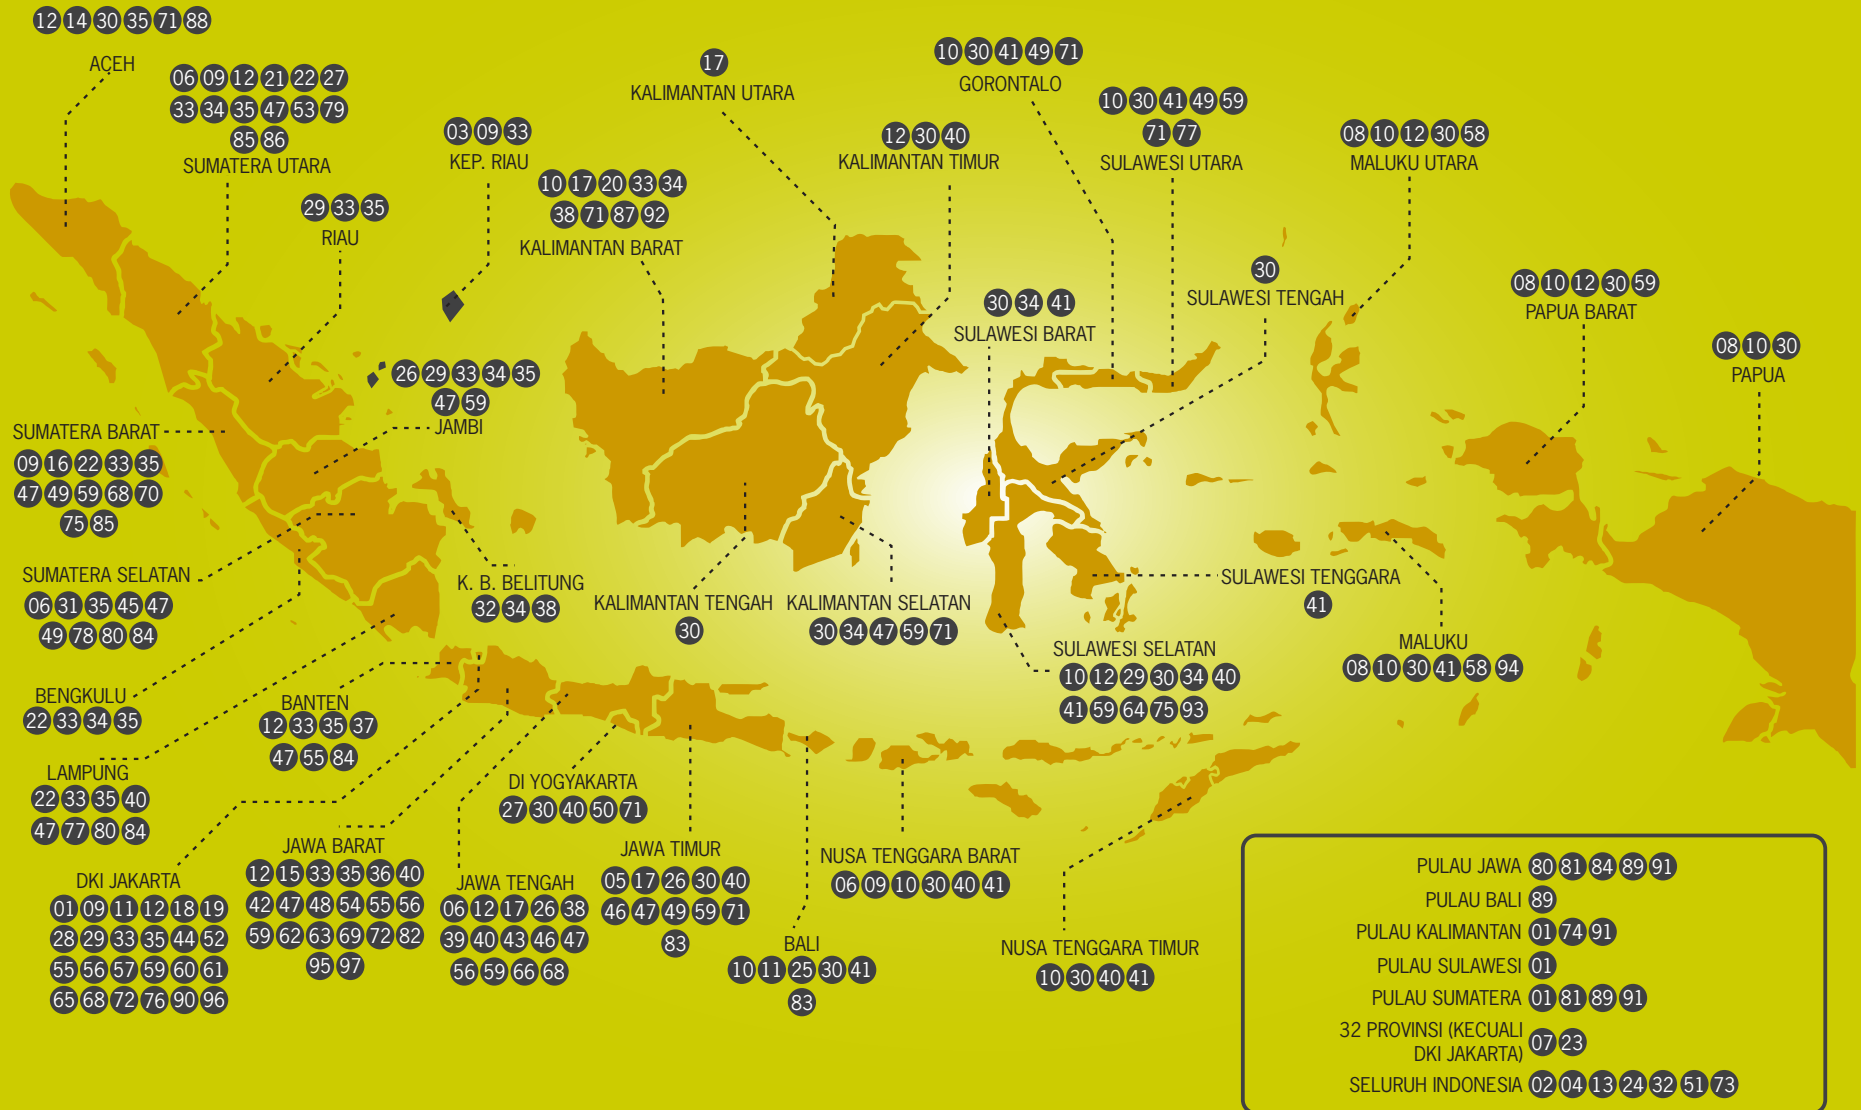 12 14 30 35 71 88
ACEH
06 09 12 21 22 27
33 34 35 47 53 79
85 86
SUMATERA UTARA
29 33 35
RIAU
03 09 33
KEP. RIAU
10 17 20 33 34
38 71 87 92
KALIMANTAN BARAT
17
KALIMANTAN UTARA
12 30 40
KALIMANTAN TIMUR
10 30 41 49 71
GORONTALO
10 30 41 49 59
71 77
SULAWESI UTARA
08 10 12 30 58
MALUKU UTARA
30
SULAWESI TENGAH
30 34 41
SULAWESI BARAT
08 10 12 30 59
PAPUA BARAT
08 10 30
PAPUA
26 29 33 34 35
47 59
JAMBI
SUMATERA BARAT
09 16 22 33 35
47 49 59 68 70
75 85
SUMATERA SELATAN
06 31 35 45 47
49 78 80 84
K. B. BELITUNG
32 34 38
KALIMANTAN TENGAH
30
KALIMANTAN SELATAN
30 34 47 59 71
SULAWESI TENGGARA
41
SULAWESI SELATAN
10 12 29 30 34 40
41 59 64 75 93
MALUKU
08 10 30 41 58 94
BENGKULU
22 33 34 35
BANTEN
12 33 35 37
47 55 84
LAMPUNG
22 33 35 40
47 77 80 84
DKI JAKARTA
01 09 11 12 18 19
28 29 33 35 44 52
55 56 57 59 60 61
65 68 72 76 90 96
JAWA BARAT
12 15 33 35 36 40
42 47 48 54 55 56
59 62 63 69 72 82
95 97
JAWA TENGAH
06 12 17 26 38
39 40 43 46 47
56 59 66 68
DI YOGYAKARTA
27 30 40 50 71
JAWA TIMUR
05 17 26 30 40
46 47 49 59 71
83
BALI
10 11 25 30 41
83
NUSA TENGGARA BARAT
06 09 10 30 40 41
NUSA TENGGARA TIMUR
10 30 40 41
PULAU JAWA 80 81 84 89 91
PULAU BALI 89
PULAU KALIMANTAN 01 74 91
PULAU SULAWESI 01
PULAU SUMATERA 01 81 89 91
32 PROVINSI (KECUALI
DKI JAKARTA) 07 23
SELURUH INDONESIA 02 04 13 24 32 51 73